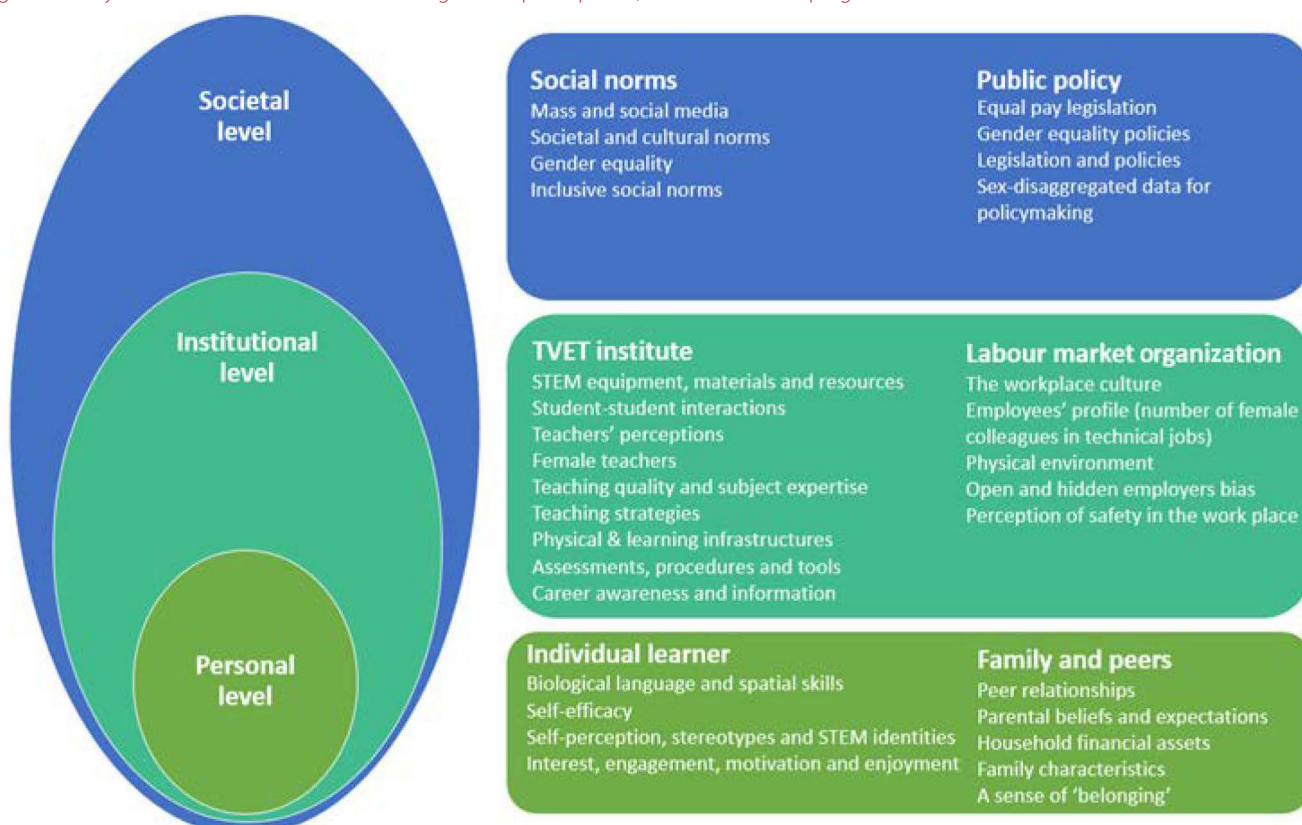 Societal
level
Institutional
level
Personal
level
Social norms
Mass and social media
Societal and cultural norms
Gender equality
Inclusive social norms
Public policy
Equal pay legislation
Gender equality policies
Legislation and policies
Sex-disaggregated data for
policymaking
TVET institute
STEM equipment, materials and resources
Student-student interactions
Teachers' perceptions
Female teachers
Teaching quality and subject expertise
Teaching strategies
Physical & learning infrastructures
Assessments, procedures and tools
Career awareness and information
Labour market organization
The workplace culture
Employees' profile (number of female
colleagues in technical jobs)
Physical environment
Open and hidden employers bias
Perception of safety in the work place
Individual learner
Biological language and spatial skills
Self-efficacy
Self-perception, stereotypes and STEM identities
Interest, engagement, motivation and enjoyment
Family and peers
Peer relationships
Parental beliefs and expectations
Household financial assets
Family characteristics
A sense of 'belonging'